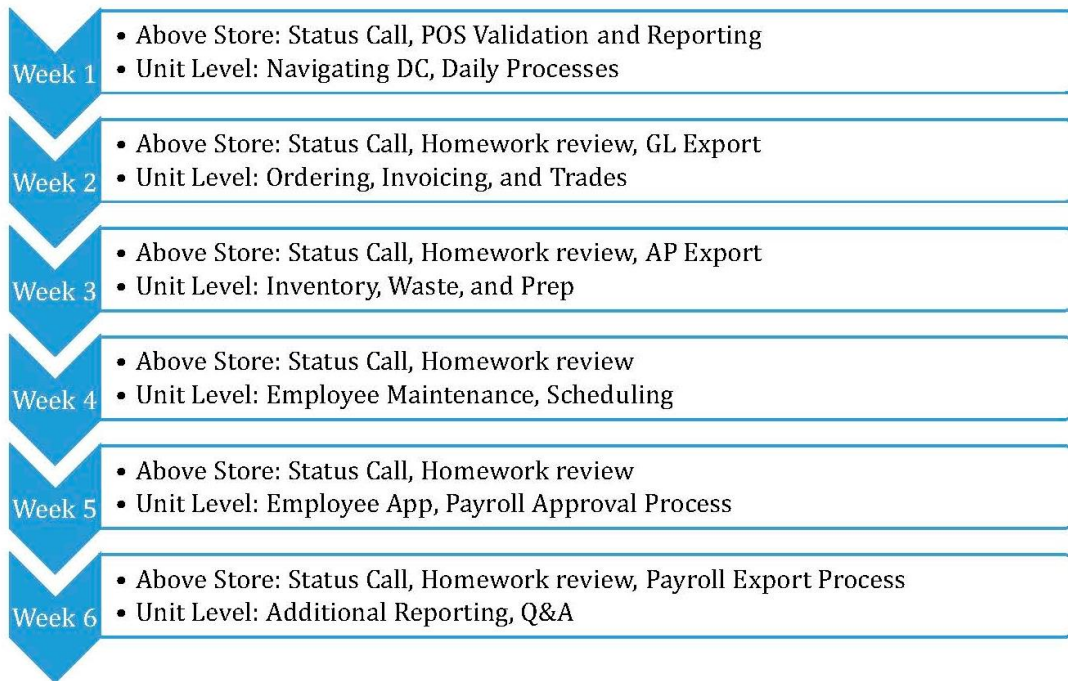 Week 1
• Above Store: Status Call, POS Validation and Reporting
• Unit Level: Navigating DC, Daily Processes
Week 2
• Above Store: Status Call, Homework review, GL Export
• Unit Level: Ordering, Invoicing, and Trades
Week 3
• Above Store: Status Call, Homework review, AP Export
• Unit Level: Inventory, Waste, and Prep
Week 4
• Above Store: Status Call, Homework review
• Unit Level: Employee Maintenance, Scheduling
Week 5
• Above Store: Status Call, Homework review
• Unit Level: Employee App, Payroll Approval Process
Week 6
• Above Store: Status Call, Homework review, Payroll Export Process
• Unit Level: Additional Reporting, Q&A